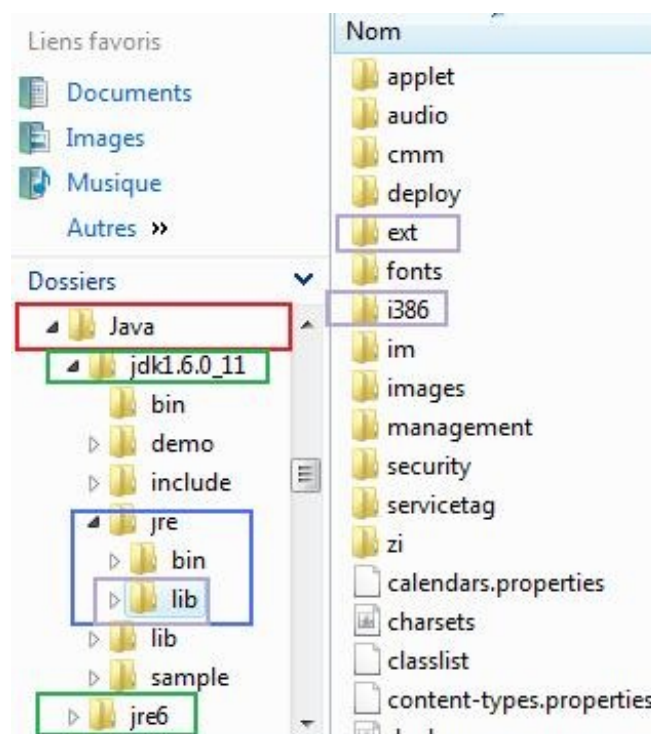 Liens favoris
Documents
Images
Musique
Autres »
Dossiers
Java
jdk1.6.0_11
bin
demo
include
jre
bin
lib
lib
sample
jre6
Nom
applet
audio
cmm
deploy
ext
fonts
i386
im
images
management
security
servicetag
zi
calendars.properties
charsets
classlist
content-types.properties